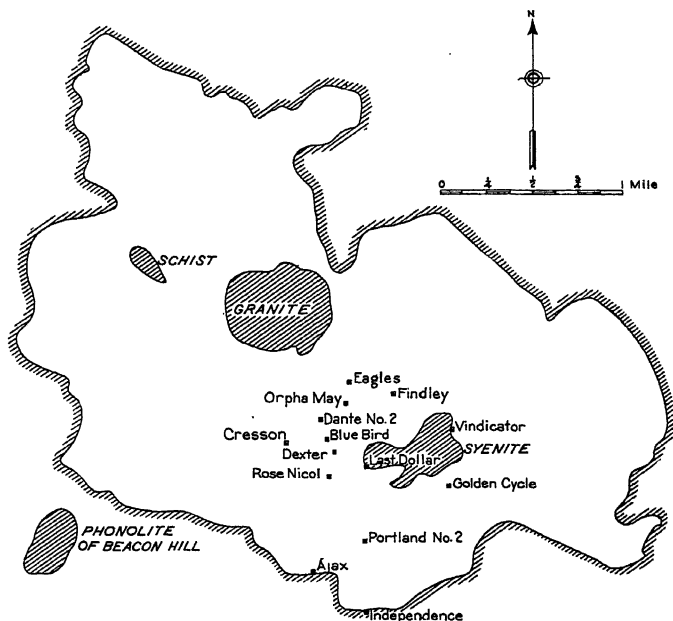 N
0 1/4 1/2 3/4 1 Mile
SCHIST
GRANITE
Eagles
Findley
Orpha May
Dante No.2
Vindicator
Cresson
Blue Bird
SYENITE
Dexter
Last Dollar
Rose Nicol
Golden Cycle
PHONOLITE
OF BEACON HILL
Portland No.2
Ajax
Independence